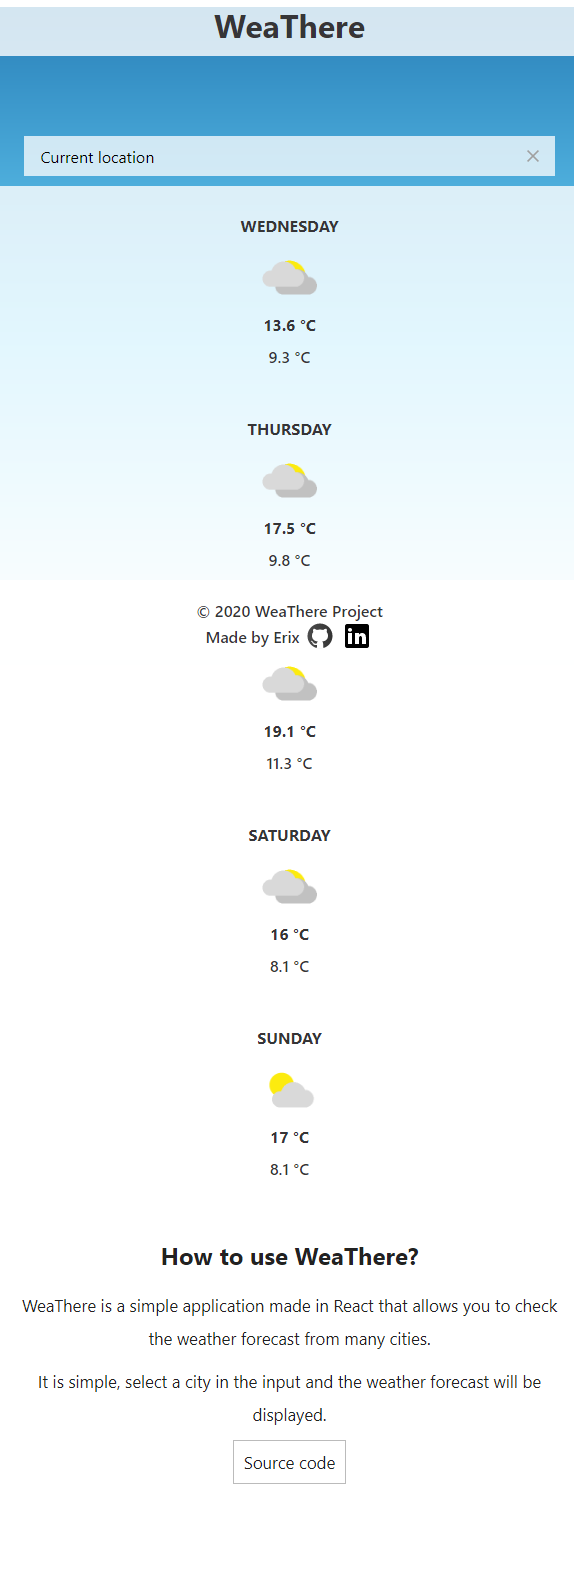 WeaThere
Current location
WEDNESDAY
13.6 °C
9.3 °C
THURSDAY
17.5 °C
9.8 °C
© 2020 WeaThere Project
Made by Erix
19.1 °C
11.3 °C
SATURDAY
16 °C
8.1 °C
SUNDAY
17 °C
8.1 °C
How to use WeaThere?
WeaThere is a simple application made in React that allows you to check
the weather forecast from many cities.
It is simple, select a city in the input and the weather forecast will be
displayed.
Source code